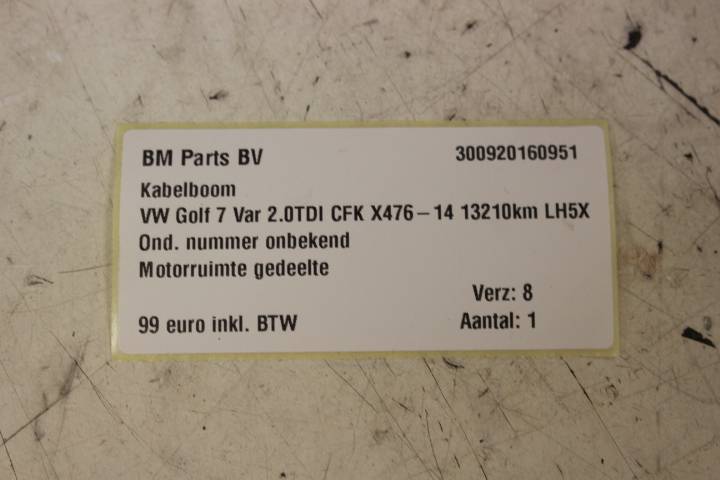 BM Parts BV 300920160951
Kabelboom
VW Golf 7 Var 2.0TDI CFK X476-14 13210km LH5X
Ond. nummer onbekend
Motorruimte gedeelte
Verz: 8
99 euro inkl. BTW Aantal: 1